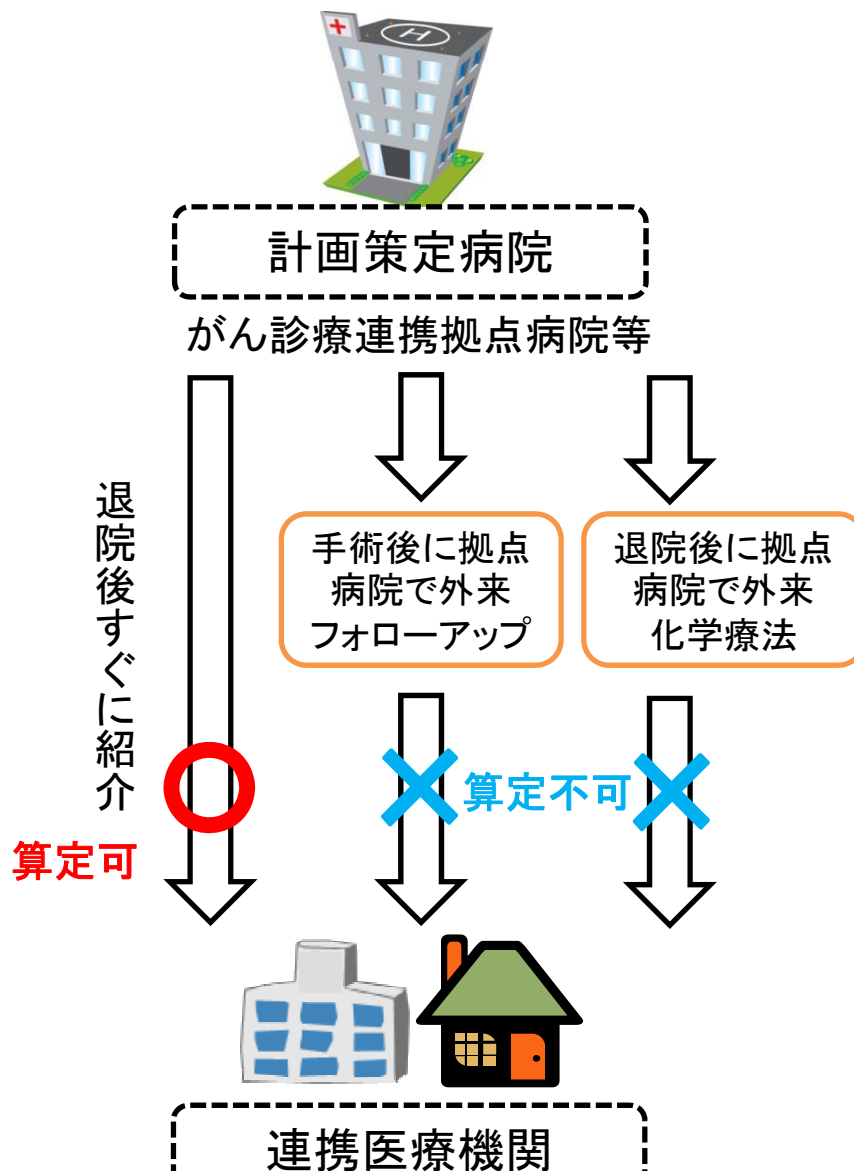 H
計画策定病院
がん診療連携拠点病院等
退院後すぐに紹介
手術後に拠点
病院で外来
フォローアップ
退院後に拠点
病院で外来
化学療法
算定不可
算定可
連携医療機関